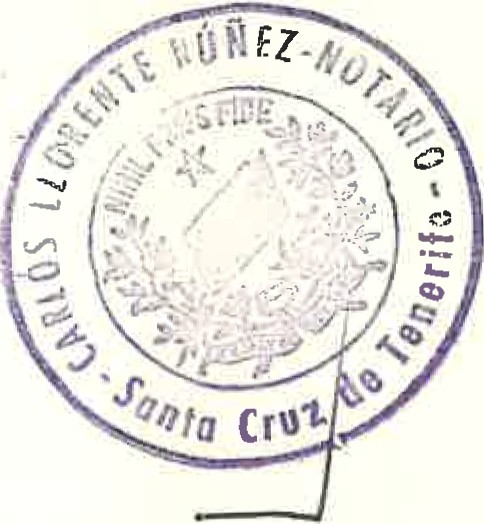 CARLOS LLORENTE NÚÑEZ-NOTARIO-
-Santa Cruz de Tenerife
NIHIL PRIUS FIDE